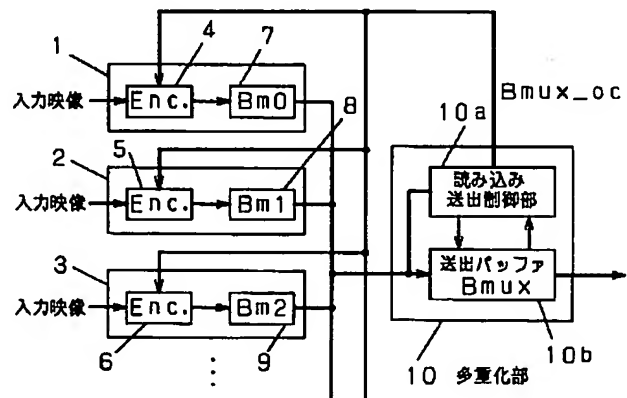 1
4
7
入力映像
Enc.
Bm0
8
Bmux_oc
10a
2
5
入力映像
Enc.
Bm1
読み込み
送出制御部
3
入力映像
Enc.
Bm2
送出バッファ
Bmux
6
9
10
多重化部
10b